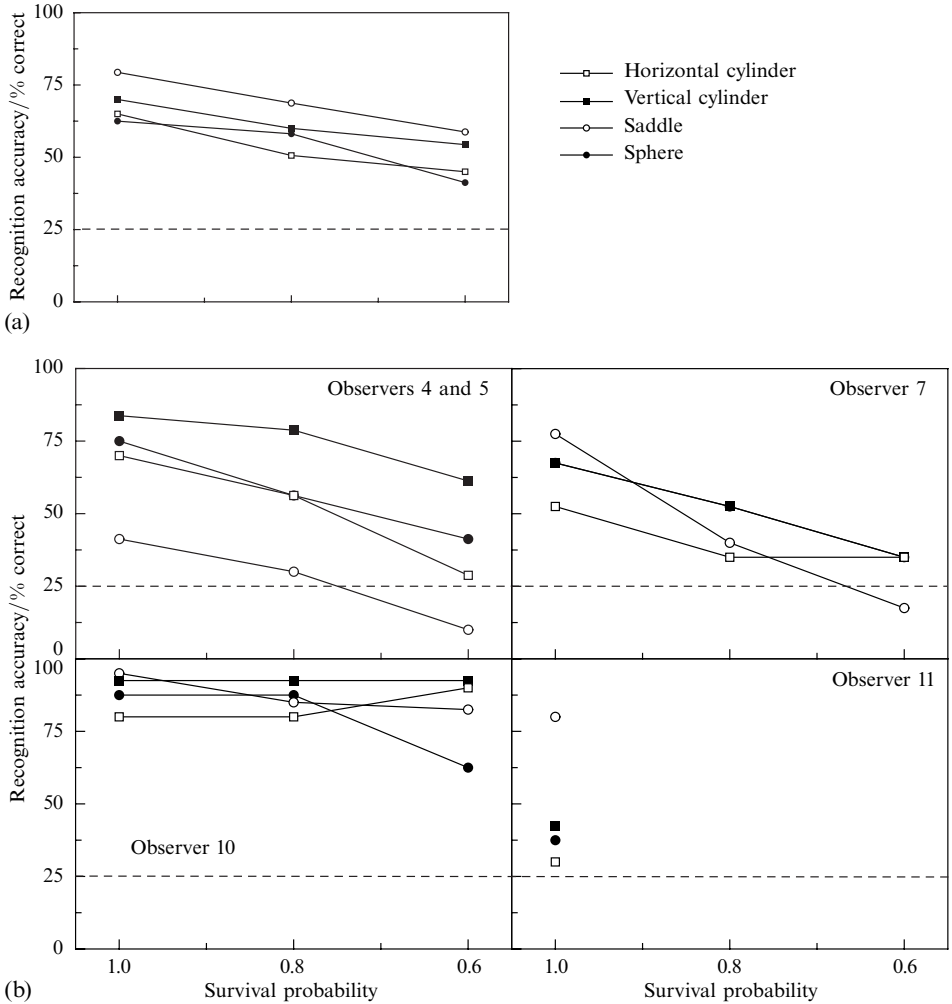 100
75
50
25
0
Recognition accuracy/% correct
(a)
Horizontal cylinder
Vertical cylinder
Saddle
Sphere
100
75
50
25
0
Observers 4 and 5
Observer 7
Recognition accuracy/% correct
100
75
50
25
0
Observer 10
Observer 11
1.0 0.8 0.6
1.0 0.8 0.6
(b)
Survival probability
Survival probability